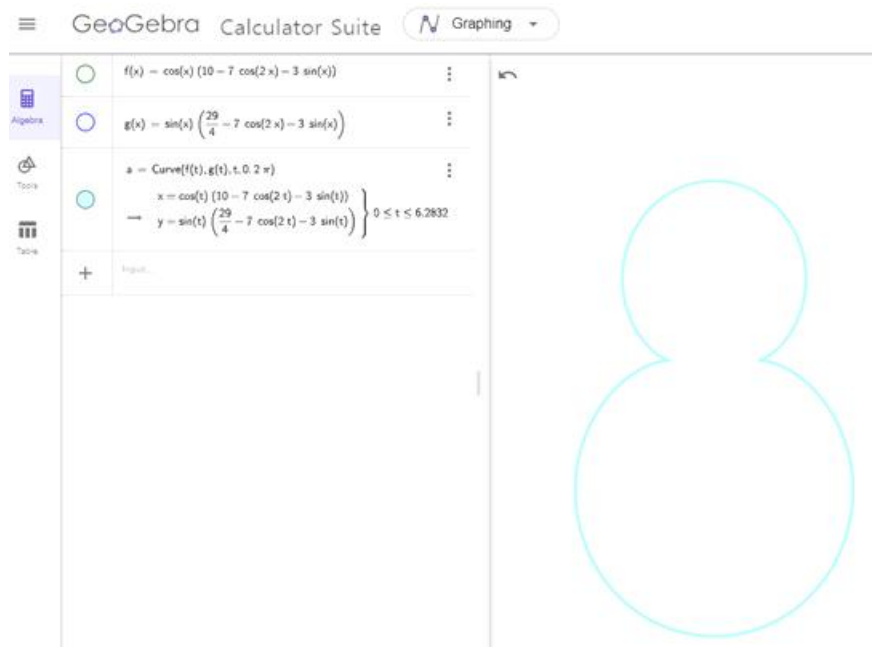 GeoGebra Calculator Suite Graphing
Algebra
Tools
Table
f(x) = cos(x) (10 − 7 cos(2 x) − 3 sin(x))
g(x) = sin(x) (29/4 − 7 cos(2 x) − 3 sin(x))
a = Curve(f(t), g(t), t, 0, 2 π)
→ x = cos(t) (10 − 7 cos(2 t) − 3 sin(t))
y = sin(t) (29/4 − 7 cos(2 t) − 3 sin(t)) } 0 ≤ t ≤ 6.2832
+ Input...